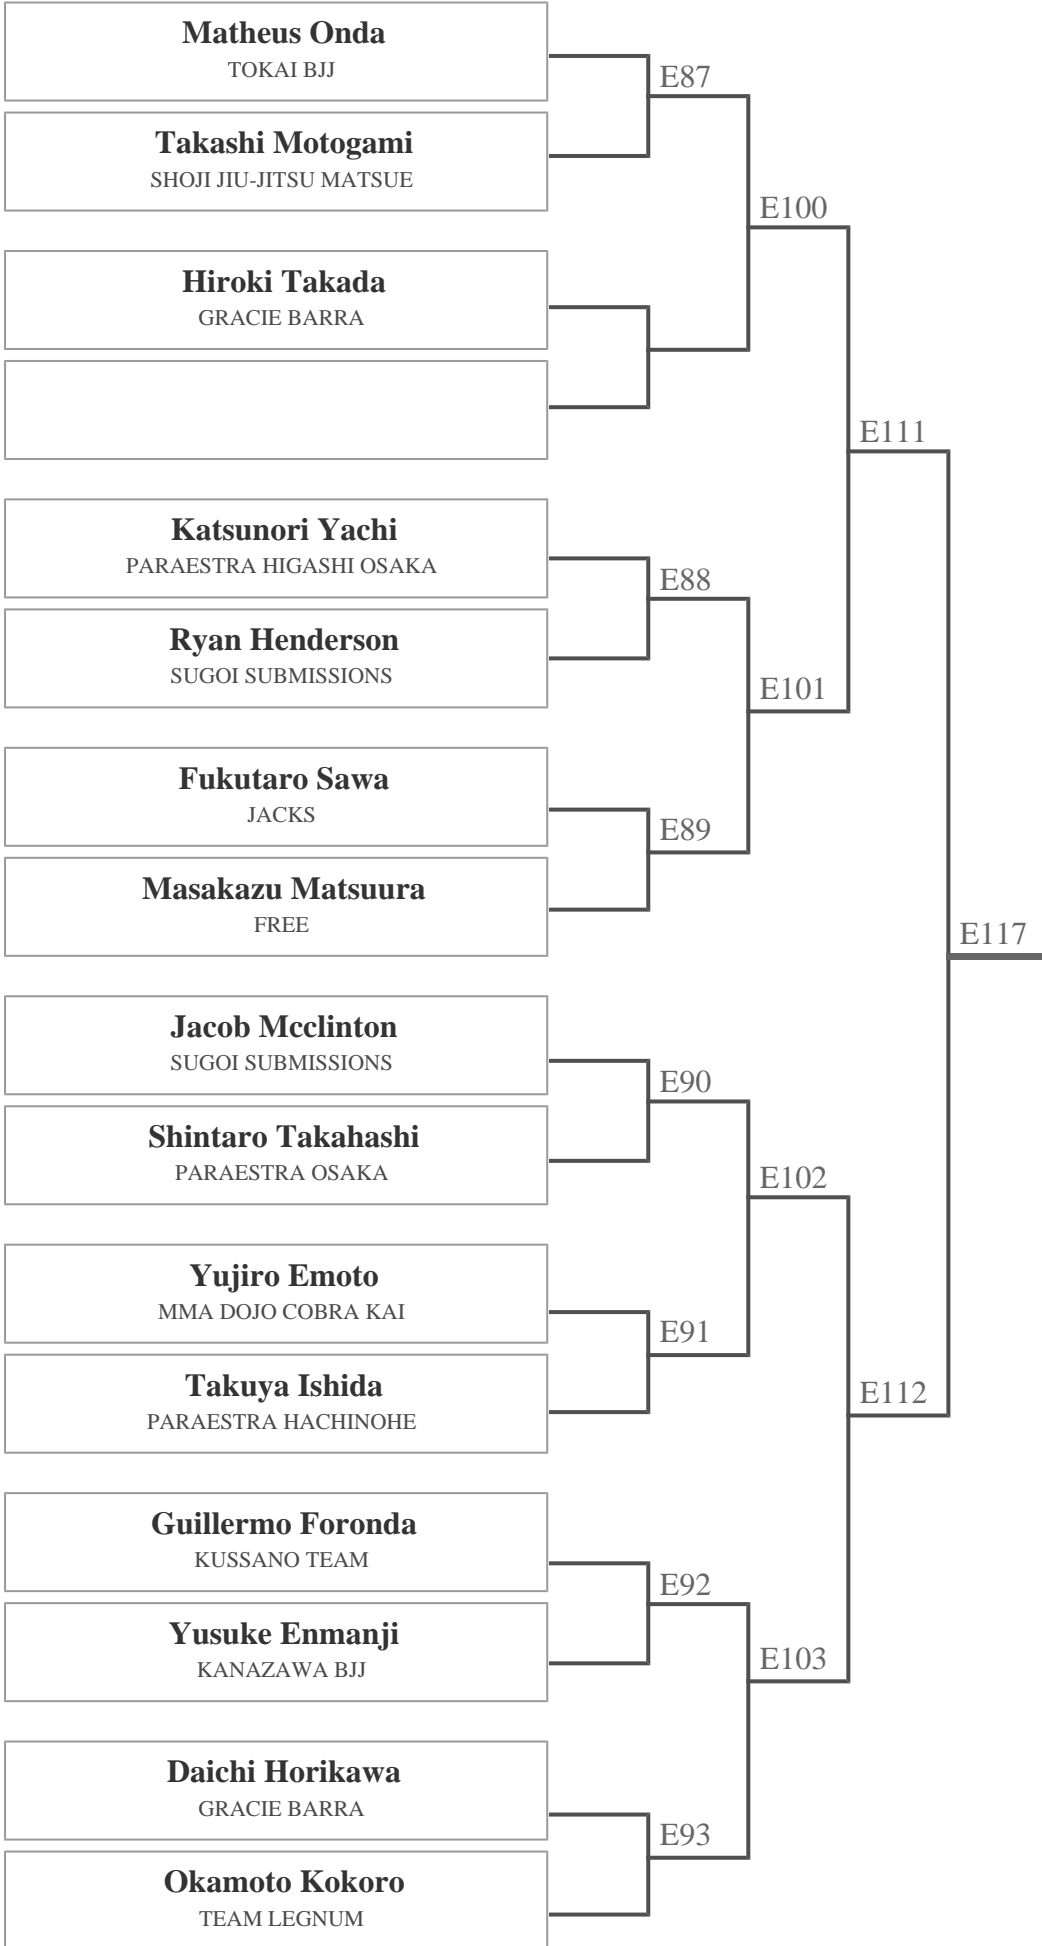 Matheus Onda
TOKAI BJJ
E87
Takashi Motogami
SHOJI JIU-JITSU MATSUE
E100
Hiroki Takada
GRACIE BARRA
E111
Katsunori Yachi
PARAESTRA HIGASHI OSAKA
E88
Ryan Henderson
SUGOI SUBMISSIONS
E101
Fukutaro Sawa
JACKS
E89
Masakazu Matsuura
FREE
E117
Jacob Mcclinton
SUGOI SUBMISSIONS
E90
Shintaro Takahashi
PARAESTRA OSAKA
E102
Yujiro Emoto
MMA DOJO COBRA KAI
E91
Takuya Ishida
PARAESTRA HACHINOHE
E112
Guillermo Foronda
KUSSANO TEAM
E92
Yusuke Enmanji
KANAZAWA BJJ
E103
Daichi Horikawa
GRACIE BARRA
E93
Okamoto Kokoro
TEAM LEGNUM